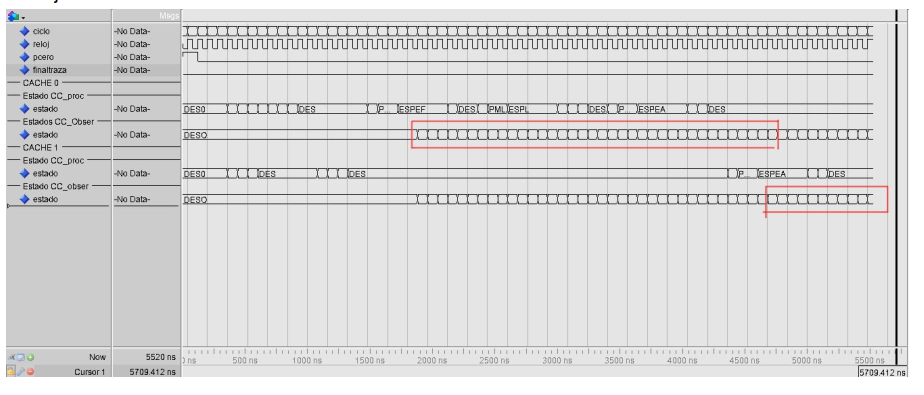 Msgs
ciclo -No Data-
reloj -No Data-
pcero -No Data-
finaltraza -No Data-
CACHE 0
Estado CC_proc
estado -No Data- DES0 DES P... ESPEF DES PML ESPL DES P... ESPEA DES
Estados CC_Obser
estado -No Data- DESO
CACHE 1
Estado CC_proc
estado -No Data- DES0 DES DES P... ESPEA DES
Estado CC_obser
estado -No Data- DESO
Now 5520 ns ns 500 ns 1000 ns 1500 ns 2000 ns 2500 ns 3000 ns 3500 ns 4000 ns 4500 ns 5000 ns 5500 ns
Cursor 1 5709.412 ns 5709.412 ns